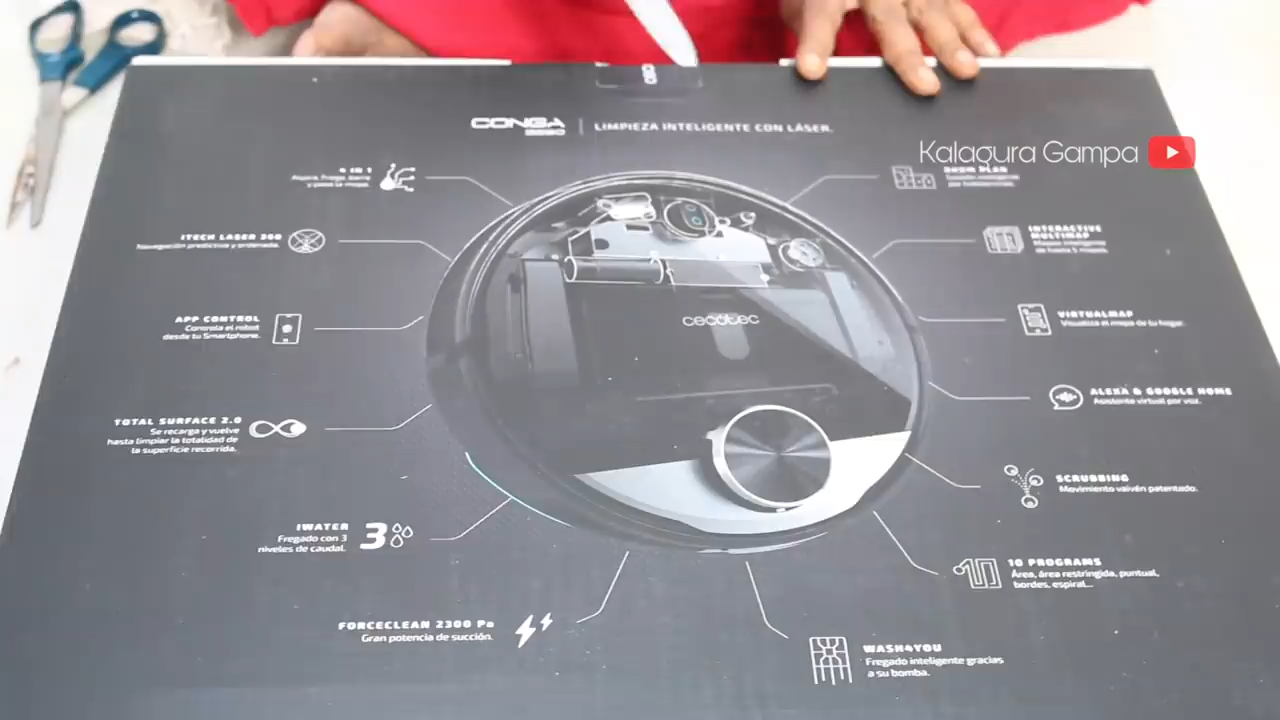 CONGA
LIMPIEZA INTELIGENTE CON LÁSER.
Kalagura Gampa
4 IN 1
ROOM PLAN
ITECH LASER 360
Navegación predictiva y ordenada.
INTERACTIVE
MULTIMAP
APP CONTROL
Controla el robot
desde tu Smartphone.
VIRTUALMAP
Visualiza el mapa de tu hogar.
cecotec
ALEXA & GOOGLE HOME
Asistente virtual por voz.
TOTAL SURFACE 2.0
Se recarga y vuelve
hasta limpiar la totalidad de
la superficie recorrida.
SCRUBBING
Movimiento vaivén patentado.
IWATER
Fregado con 3
niveles de caudal.
3
10 PROGRAMS
Área, área restringida, puntual,
bordes, espiral...
10
FORCECLEAN 2300 Pa
Gran potencia de succión.
WASH4YOU
Fregado inteligente gracias
a su bomba.